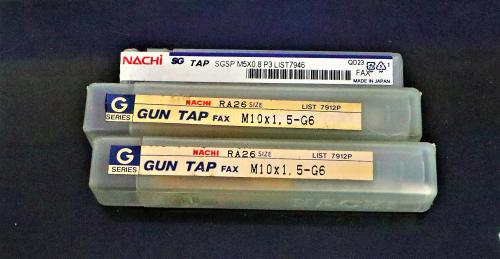 NACHi SG TAP SGSP M5X0.8 P3 LIST7946 QD23 1
FAX
MADE IN JAPAN
NACHI RA26 SIZE LIST 7912P
G SERIES GUN TAP FAX M10x1.5-G6
NACHI RA26 SIZE LIST 7912P
G SERIES GUN TAP FAX M10x1.5-G6